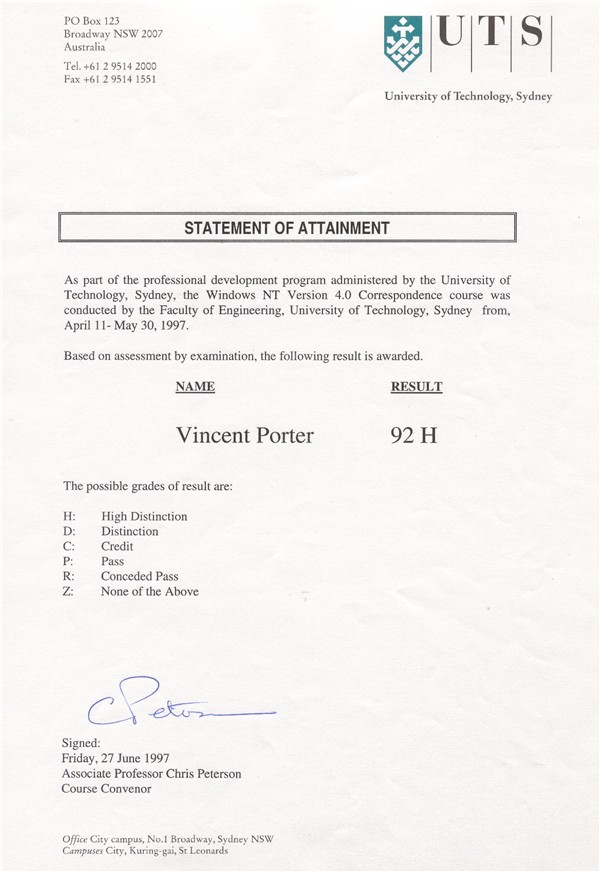 PO Box 123
Broadway NSW 2007
Australia
Tel. +61 2 9514 2000
Fax +61 2 9514 1551
UTS
University of Technology, Sydney
STATEMENT OF ATTAINMENT
As part of the professional development program administered by the University of
Technology, Sydney, the Windows NT Version 4.0 Correspondence course was
conducted by the Faculty of Engineering, University of Technology, Sydney from,
April 11- May 30, 1997.
Based on assessment by examination, the following result is awarded.
NAME RESULT
Vincent Porter 92 H
The possible grades of result are:
H: High Distinction
D: Distinction
C: Credit
P: Pass
R: Conceded Pass
Z: None of the Above
C Peterson
Signed:
Friday, 27 June 1997
Associate Professor Chris Peterson
Course Convenor
Office City campus, No.1 Broadway, Sydney NSW
Campuses City, Kuring-gai, St Leonards